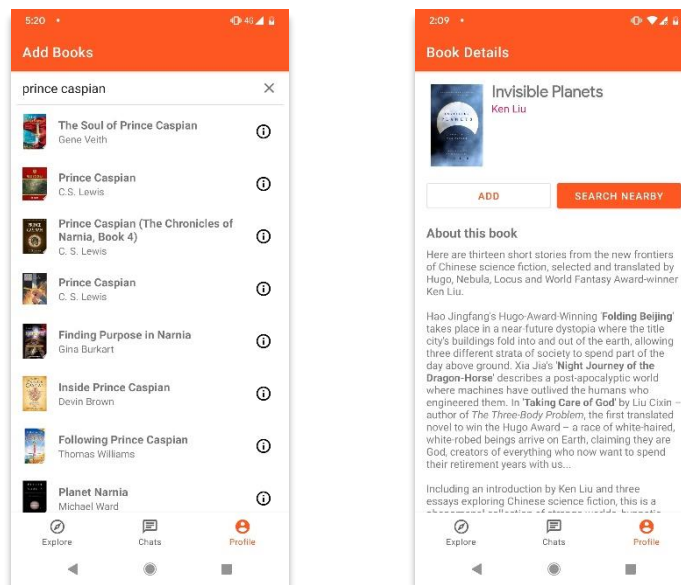 5:20
4G
Add Books
prince caspian
The Soul of Prince Caspian
Gene Veith
Prince Caspian
C.S. Lewis
Prince Caspian (The Chronicles of
Narnia, Book 4)
C. S. Lewis
Prince Caspian
C. S. Lewis
Finding Purpose in Narnia
Gina Burkart
Inside Prince Caspian
Devin Brown
Following Prince Caspian
Thomas Williams
Planet Narnia
Michael Ward
Explore
Chats
Profile
2:09
Book Details
Invisible Planets
Ken Liu
ADD
SEARCH NEARBY
About this book
Here are thirteen short stories from the new frontiers
of Chinese science fiction, selected and translated by
Hugo, Nebula, Locus and World Fantasy Award-winner
Ken Liu.
Hao Jingfang's Hugo-Award-Winning 'Folding Beijing'
takes place in a near-future dystopia where the title
city's buildings fold into and out of the earth, allowing
three different strata of society to spend part of the
day above ground. Xia Jia's 'Night Journey of the
Dragon-Horse' describes a post-apocalyptic world
where machines have outlived the humans who
engineered them. In 'Taking Care of God' by Liu Cixin –
author of The Three-Body Problem, the first translated
novel to win the Hugo Award – a race of white-haired,
white-robed beings arrive on Earth, claiming they are
God, creators of everything who now want to spend
their retirement years with us...
Including an introduction by Ken Liu and three
essays exploring Chinese science fiction, this is a
Explore
Chats
Profile